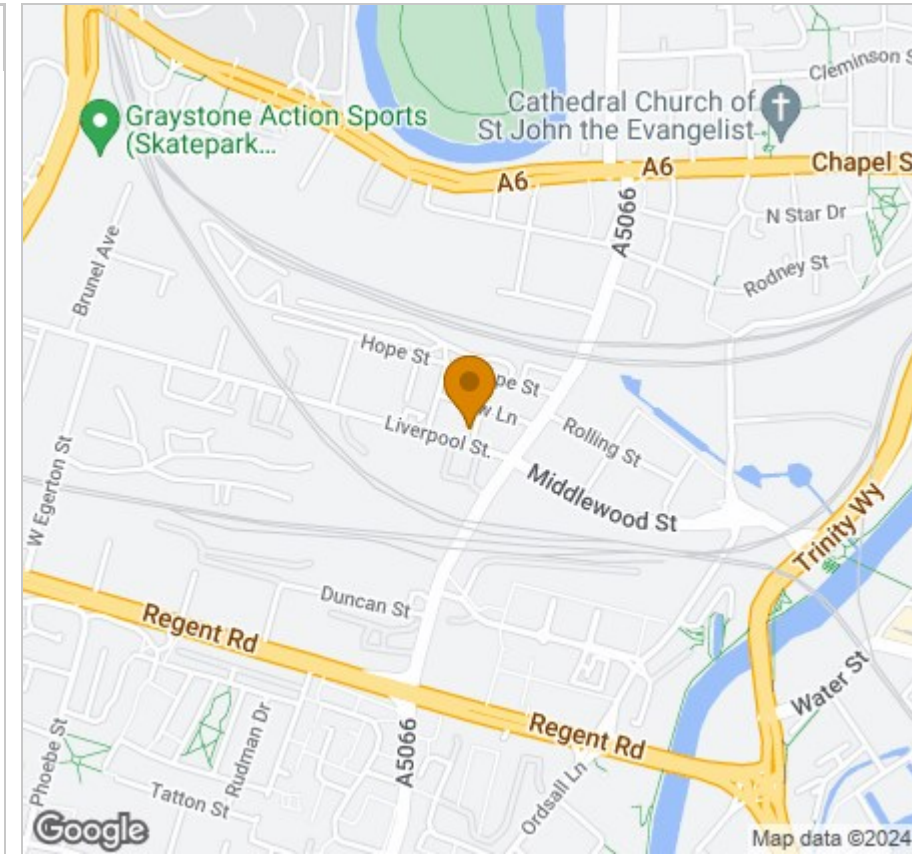 Cleminson S
Cathedral Church of
St John the Evangelist
Graystone Action Sports
(Skatepark...
A6
A6
Chapel S
A5066
N Star Dr
Rodney St
Brunel Ave
Hope St
pe St
w Ln
Liverpool St.
Rolling St
Middlewood St
W Egerton St
Trinity Wy
Duncan St
Regent Rd
Water St
Regent Rd
Rudman Dr
Phoebe St
A5066
Tatton St
Ordsall Ln
Google
Map data ©2024